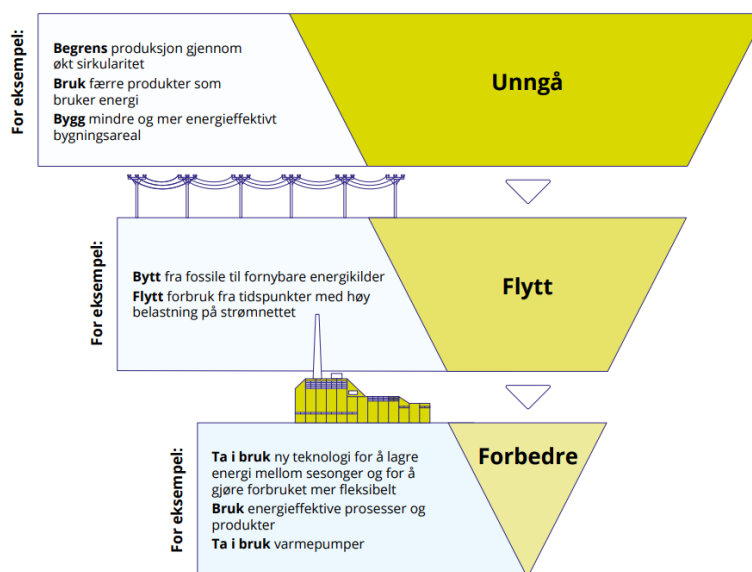 For eksempel:
Begrens produksjon gjennom
økt sirkularitet
Bruk færre produkter som
bruker energi
Bygg mindre og mer energieffektivt
bygningsareal
Unngå
For eksempel:
Bytt fra fossile til fornybare energikilder
Flytt forbruk fra tidspunkter med høy
belastning på strømnettet
Flytt
For eksempel:
Ta i bruk ny teknologi for å lagre
energi mellom sesonger og for å
gjøre forbruket mer fleksibelt
Bruk energieffektive prosesser og
produkter
Ta i bruk varmepumper
Forbedre